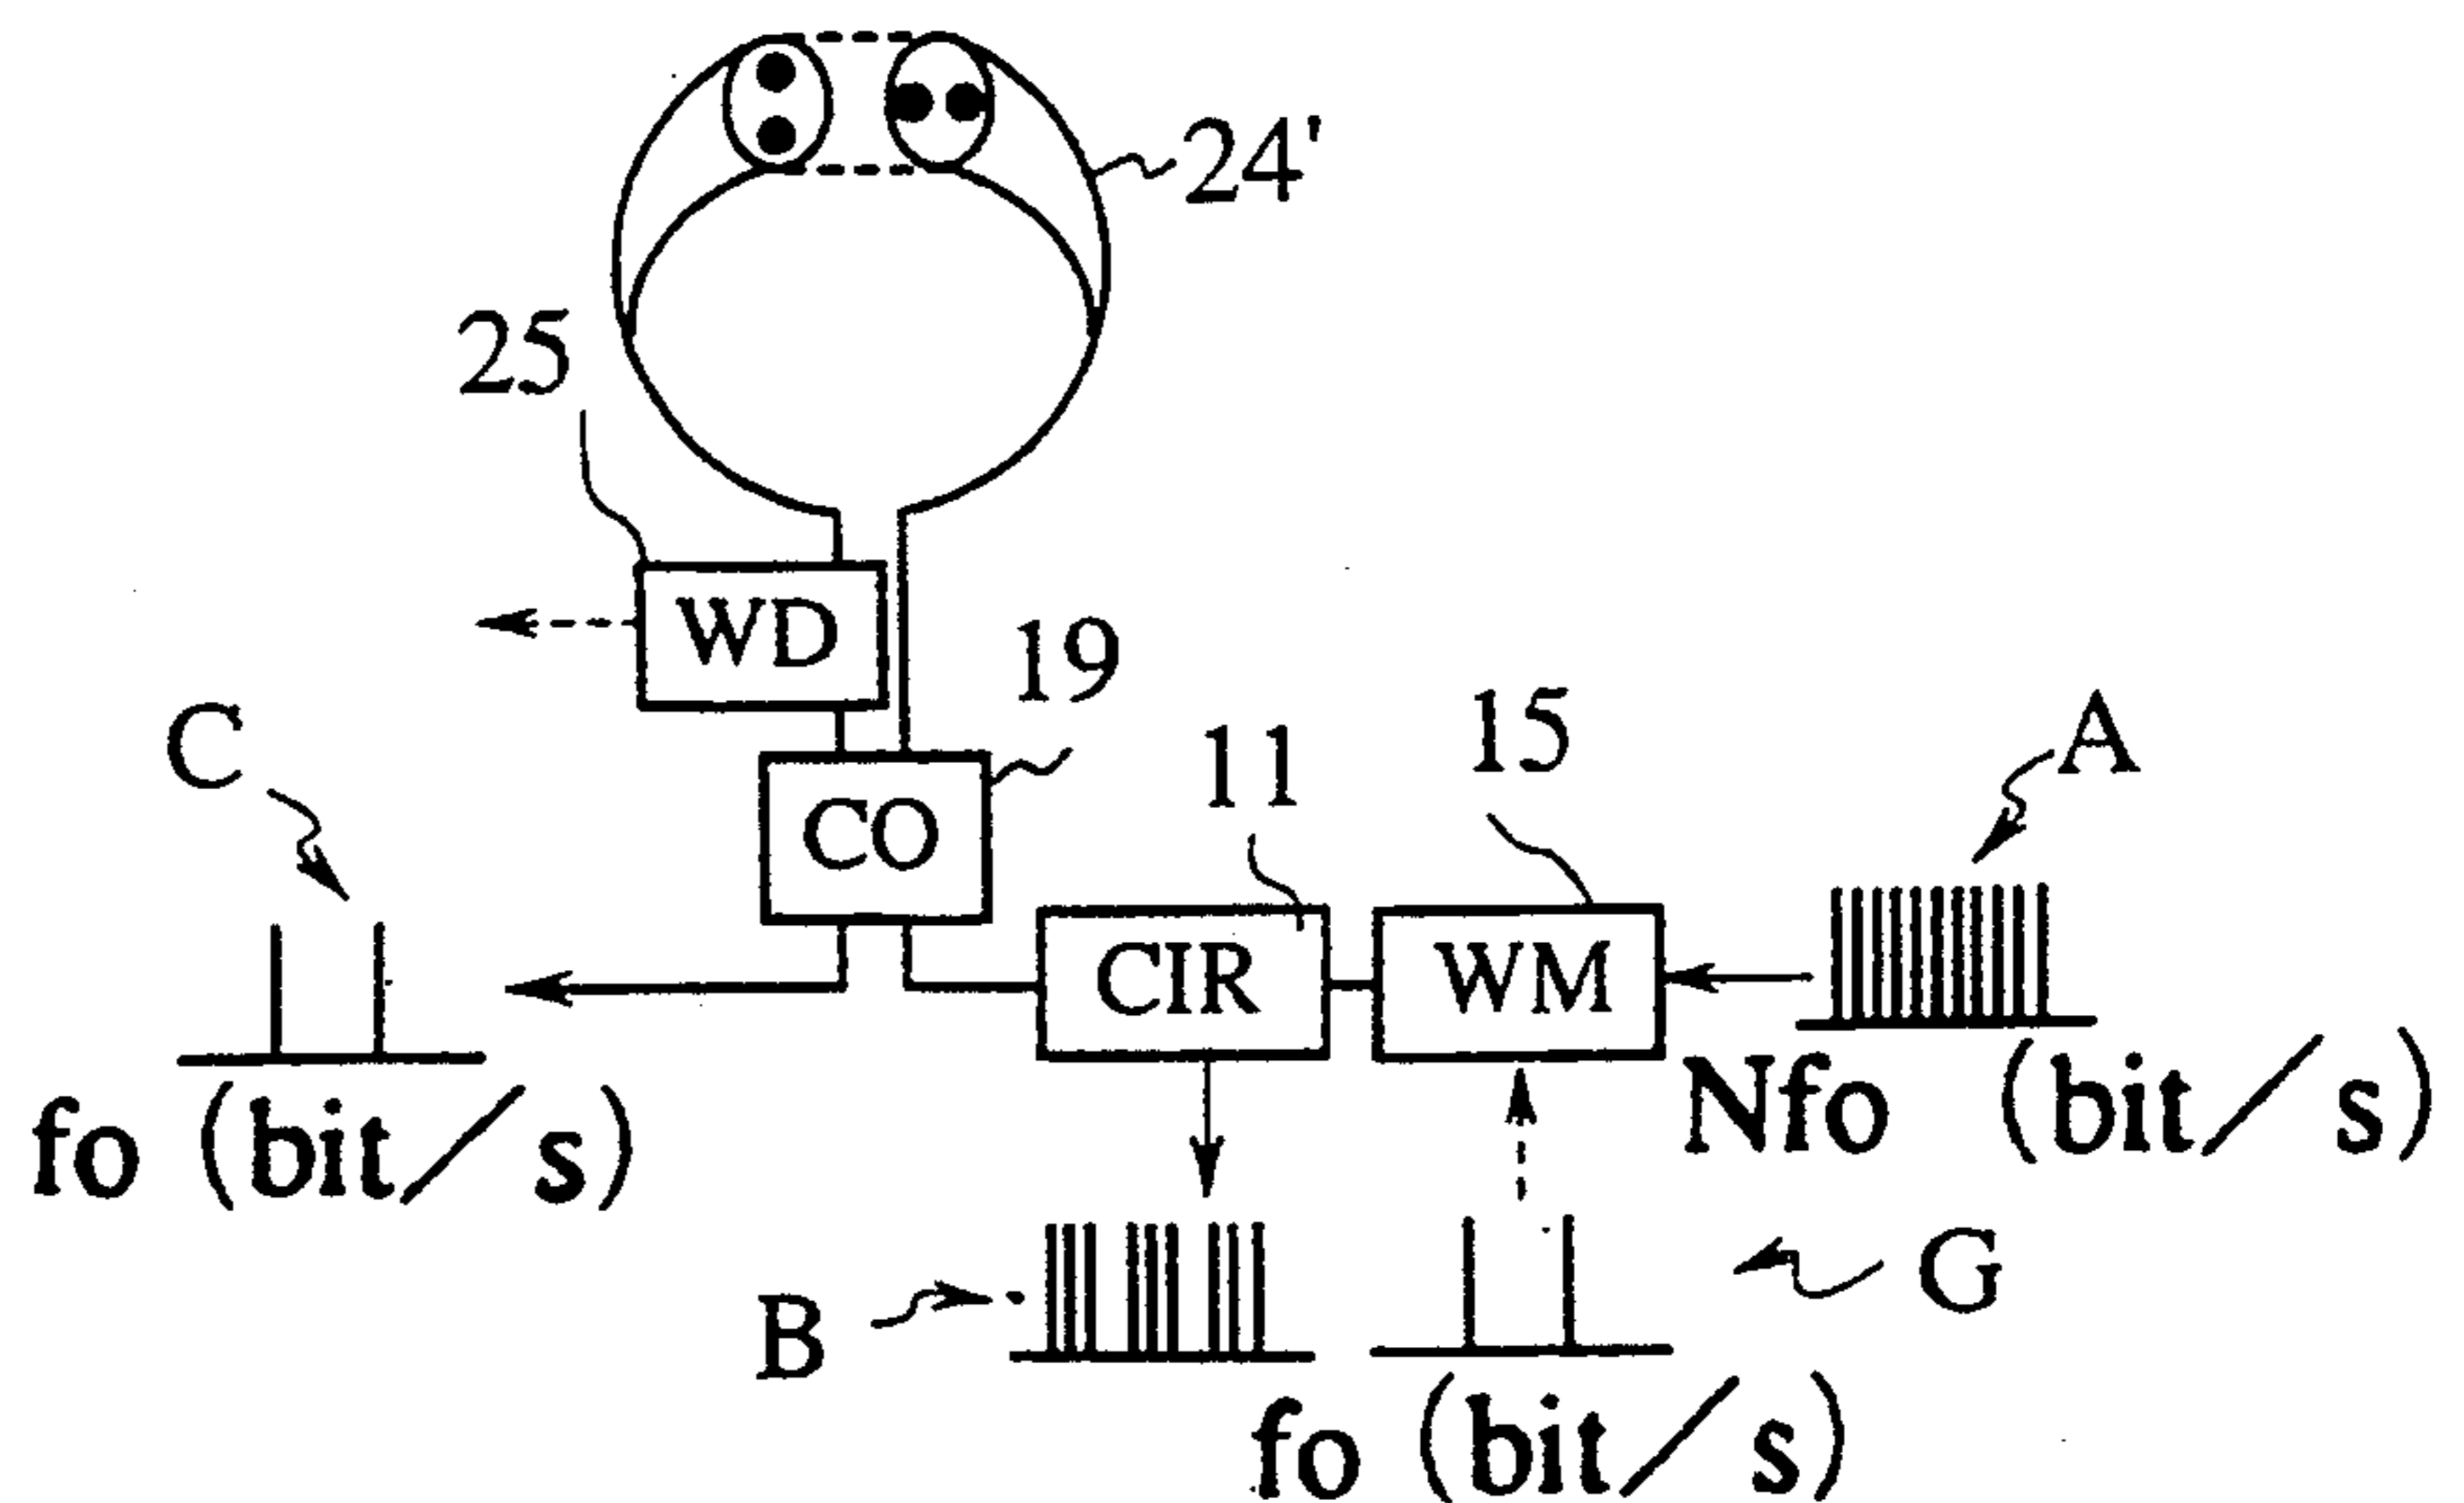 24'
25
WD
19
C
CO
11
15
A
CIR
WM
fo (bit/s)
Nfo (bit/s)
B
G
fo (bit/s)